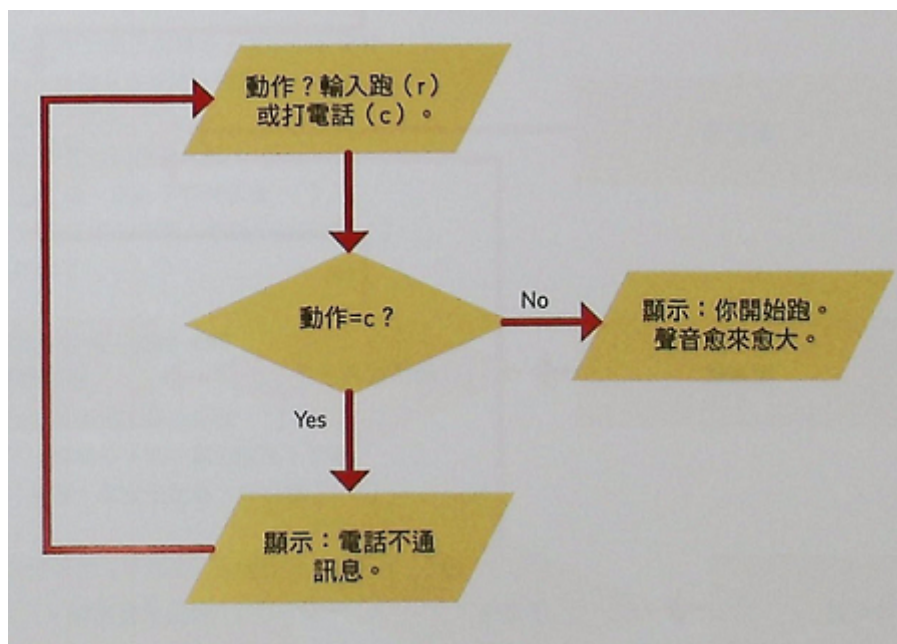 動作？輸入跑（r）
或打電話（c）。
動作=c？
No
顯示：你開始跑。
聲音愈來愈大。
Yes
顯示：電話不通
訊息。